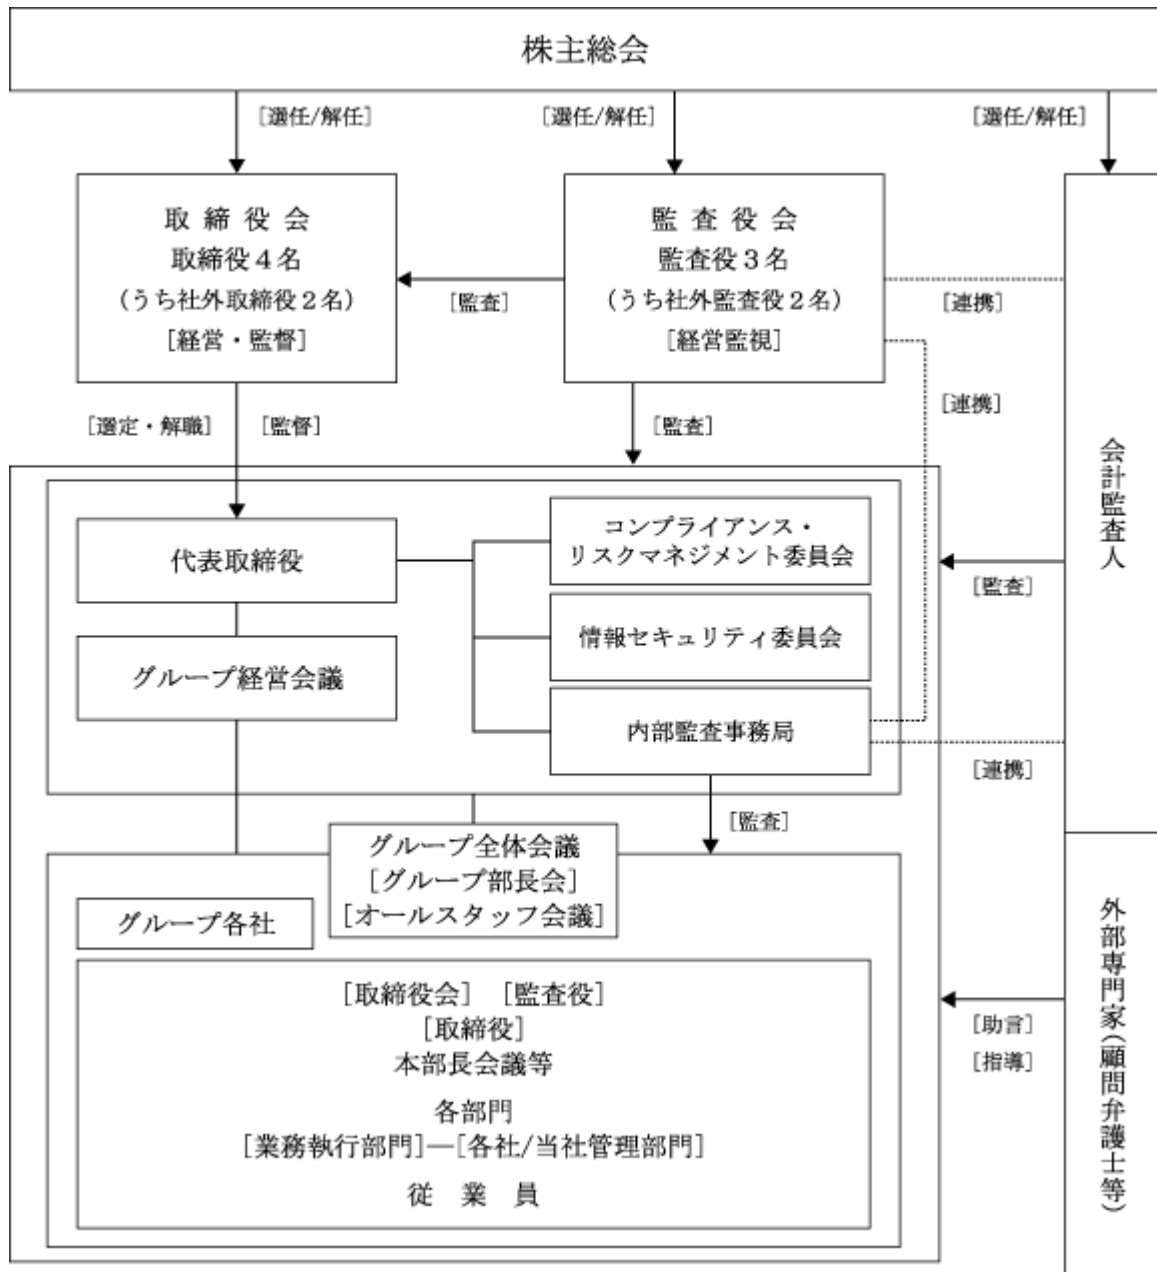 株主総会
[選任/解任]
[選任/解任]
[選任/解任]
取締役会
取締役4名
(うち社外取締役2名)
[経営・監督]
監査役会
監査役3名
(うち社外監査役2名)
[経営監視]
[監査]
[連携]
[連携]
[選定・解職]
[監督]
[監査]
会計監査人
代表取締役
コンプライアンス・
リスクマネジメント委員会
[監査]
グループ経営会議
情報セキュリティ委員会
内部監査事務局
[連携]
[監査]
グループ全体会議
[グループ部長会]
[オールスタッフ会議]
グループ各社
[取締役会] [監査役]
[取締役]
本部長会議等
各部門
[業務執行部門]―[各社/当社管理部門]
従業員
[助言]
[指導]
外部専門家(顧問弁護士等)